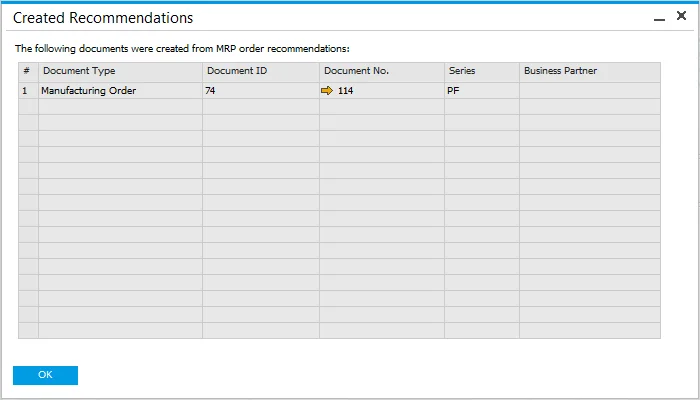 Created Recommendations
The following documents were created from MRP order recommendations:
# Document Type Document ID Document No. Series Business Partner
1 Manufacturing Order 74 114 PF
OK